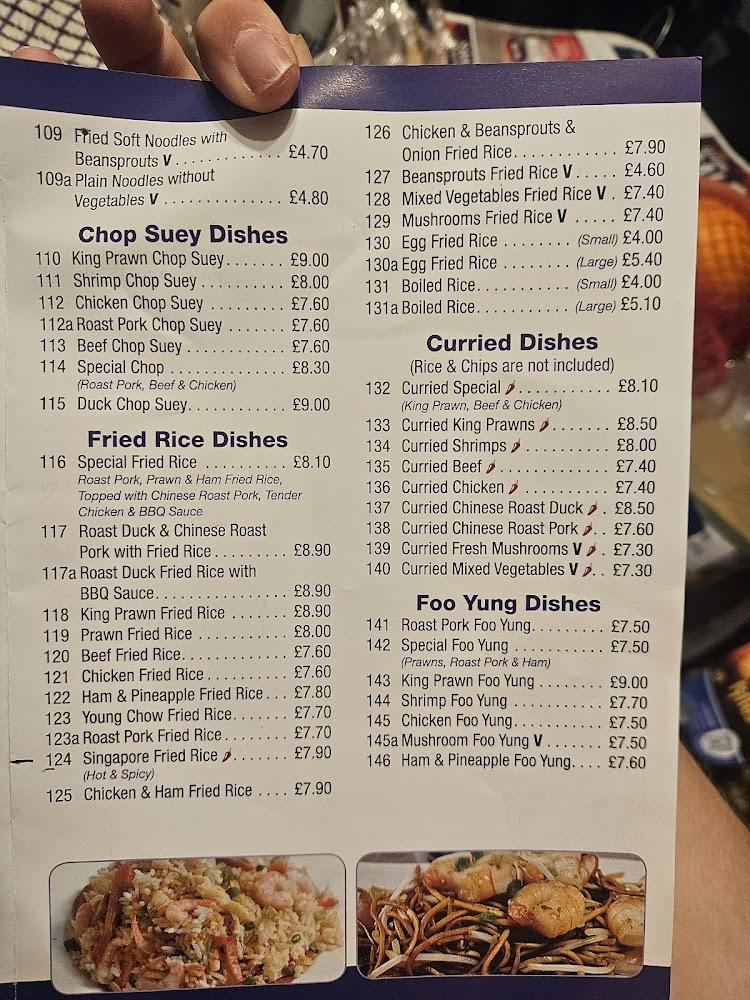 109 Fried Soft Noodles with
Beansprouts V . . . . . . . . . . . . £4.70
109a Plain Noodles without
Vegetables V . . . . . . . . . . . . . . £4.80
Chop Suey Dishes
110 King Prawn Chop Suey. . . . . . . £9.00
111 Shrimp Chop Suey . . . . . . . . . . £8.00
112 Chicken Chop Suey . . . . . . . . . £7.60
112a Roast Pork Chop Suey . . . . . . . £7.60
113 Beef Chop Suey . . . . . . . . . . . . £7.60
114 Special Chop . . . . . . . . . . . . . . £8.30
(Roast Pork, Beef & Chicken)
115 Duck Chop Suey. . . . . . . . . . . . £9.00
Fried Rice Dishes
116 Special Fried Rice . . . . . . . . . . £8.10
Roast Pork, Prawn & Ham Fried Rice,
Topped with Chinese Roast Pork, Tender
Chicken & BBQ Sauce
117 Roast Duck & Chinese Roast
Pork with Fried Rice. . . . . . . . . £8.90
117a Roast Duck Fried Rice with
BBQ Sauce. . . . . . . . . . . . . . . . £8.90
118 King Prawn Fried Rice . . . . . . . £8.90
119 Prawn Fried Rice . . . . . . . . . . . £8.00
120 Beef Fried Rice. . . . . . . . . . . . . £7.60
121 Chicken Fried Rice . . . . . . . . . . £7.60
122 Ham & Pineapple Fried Rice . . . £7.80
123 Young Chow Fried Rice. . . . . . . £7.70
123a Roast Pork Fried Rice. . . . . . . . £7.70
124 Singapore Fried Rice . . . . . . . £7.90
(Hot & Spicy)
125 Chicken & Ham Fried Rice . . . . £7.90
126 Chicken & Beansprouts &
Onion Fried Rice. . . . . . . . . . . . £7.90
127 Beansprouts Fried Rice V . . . . . £4.60
128 Mixed Vegetables Fried Rice V . £7.40
129 Mushrooms Fried Rice V . . . . . £7.40
130 Egg Fried Rice . . . . . . . . (Small) £4.00
130a Egg Fried Rice . . . . . . . . (Large) £5.40
131 Boiled Rice. . . . . . . . . . . (Small) £4.00
131a Boiled Rice. . . . . . . . . . . (Large) £5.10
Curried Dishes
(Rice & Chips are not included)
132 Curried Special . . . . . . . . . . . £8.10
(King Prawn, Beef & Chicken)
133 Curried King Prawns . . . . . . . . £8.50
134 Curried Shrimps . . . . . . . . . . £8.00
135 Curried Beef . . . . . . . . . . . . . £7.40
136 Curried Chicken . . . . . . . . . . £7.40
137 Curried Chinese Roast Duck . £8.50
138 Curried Chinese Roast Pork . . £7.60
139 Curried Fresh Mushrooms V . £7.30
140 Curried Mixed Vegetables V . . £7.30
Foo Yung Dishes
141 Roast Pork Foo Yung. . . . . . . . . £7.50
142 Special Foo Yung . . . . . . . . . . . £7.50
(Prawns, Roast Pork & Ham)
143 King Prawn Foo Yung . . . . . . . . £9.00
144 Shrimp Foo Yung . . . . . . . . . . . £7.70
145 Chicken Foo Yung. . . . . . . . . . . £7.50
145a Mushroom Foo Yung V . . . . . . . £7.50
146 Ham & Pineapple Foo Yung. . . . £7.60